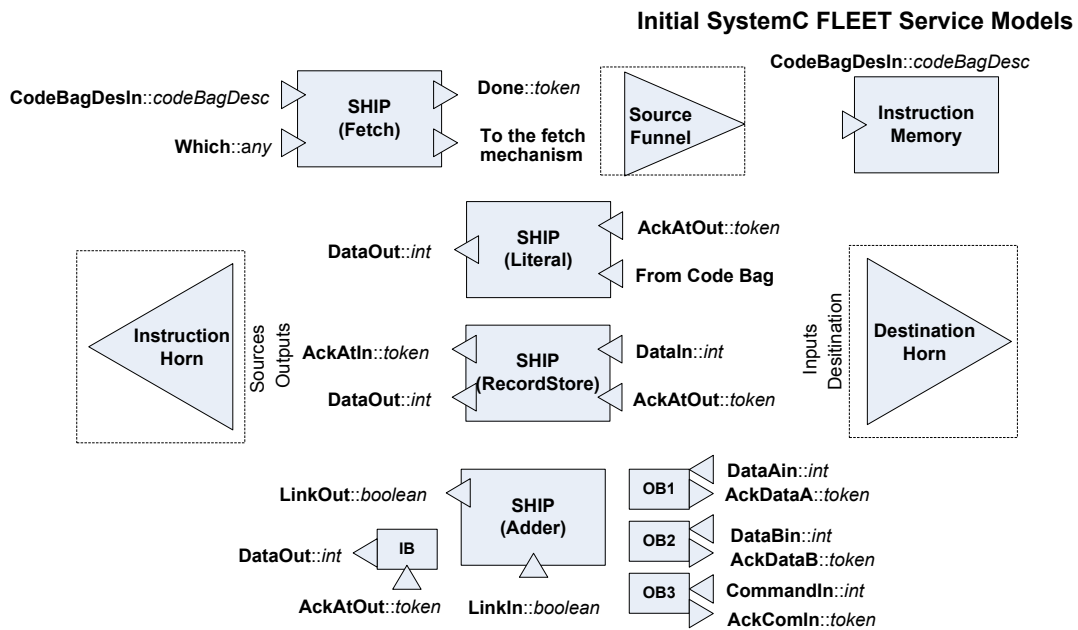 Initial SystemC FLEET Service Models
CodeBagDesIn::codeBagDesc
Which::any
SHIP
(Fetch)
Done::token
To the fetch
mechanism
Source
Funnel
CodeBagDesIn::codeBagDesc
Instruction
Memory
DataOut::int
SHIP
(Literal)
AckAtOut::token
From Code Bag
Instruction
Horn
Sources
Outputs
AckAtIn::token
DataOut::int
SHIP
(RecordStore)
DataIn::int
AckAtOut::token
Inputs
Desitination
Destination
Horn
LinkOut::boolean
SHIP
(Adder)
DataOut::int
IB
AckAtOut::token
LinkIn::boolean
OB1
DataAin::int
AckDataA::token
OB2
DataBin::int
AckDataB::token
OB3
CommandIn::int
AckComIn::token